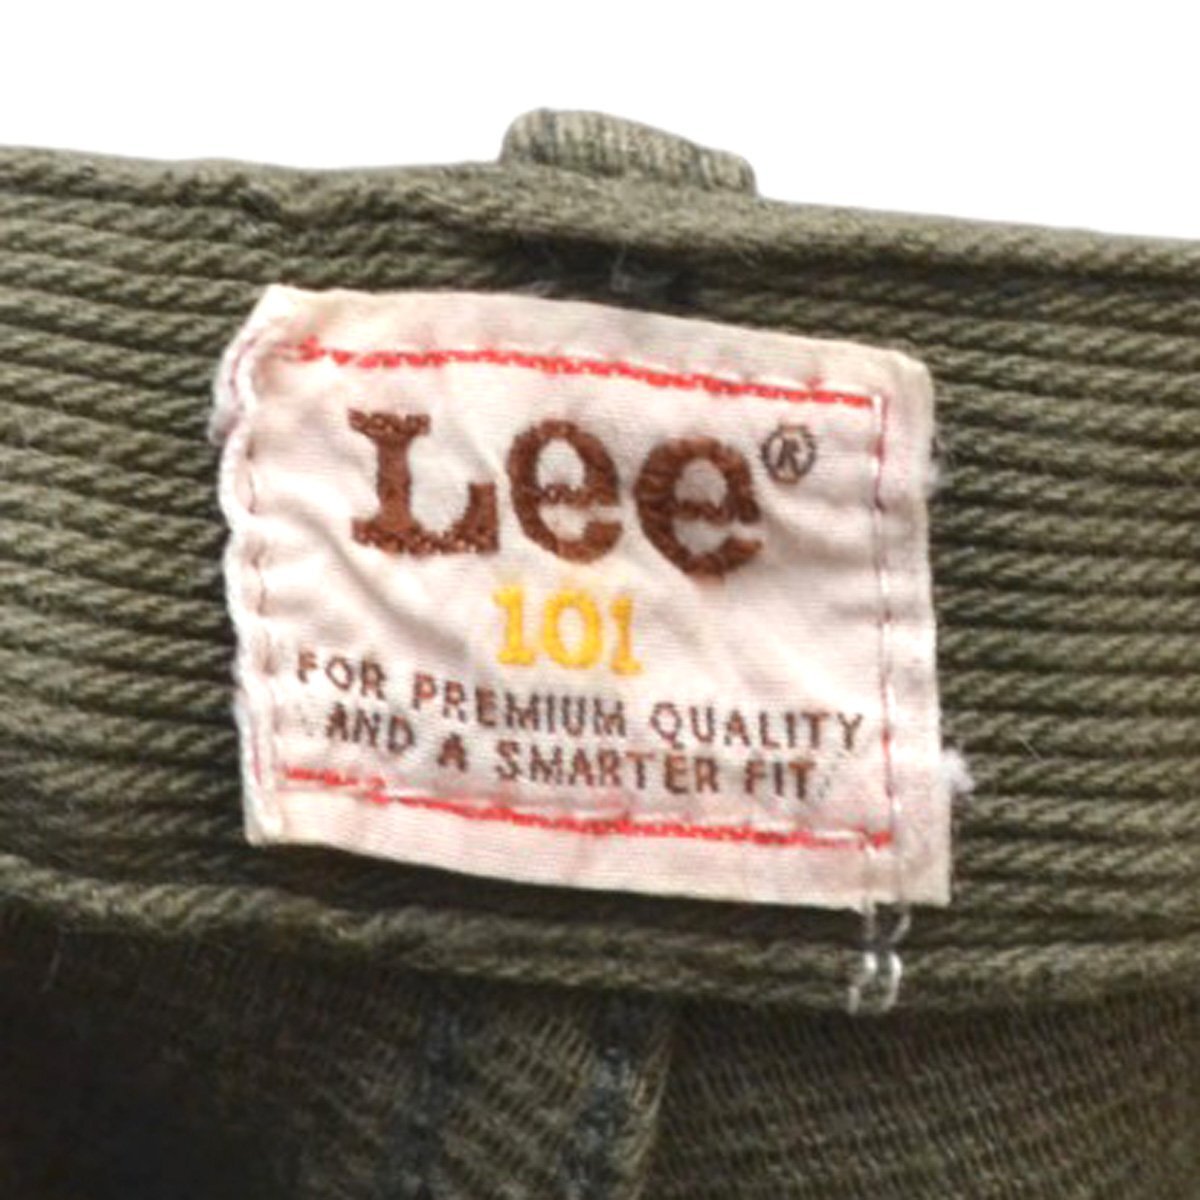 Lee®
101
FOR PREMIUM QUALITY
AND A SMARTER FIT.